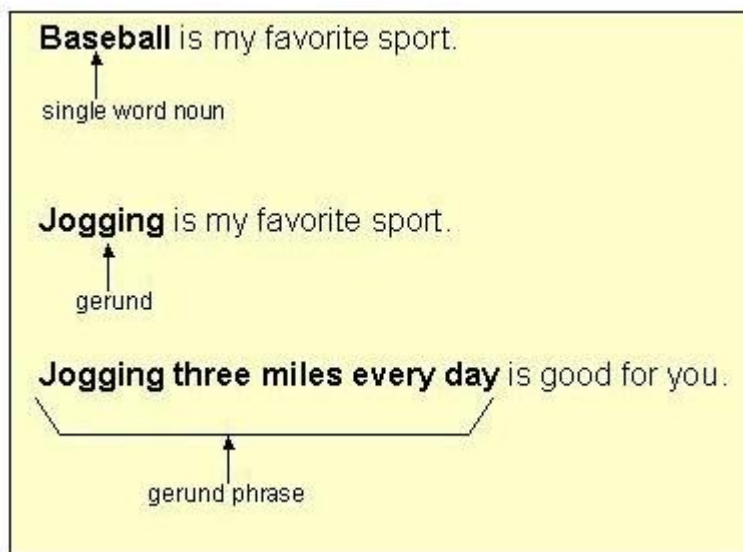 Baseball is my favorite sport.
single word noun
Jogging is my favorite sport.
gerund
Jogging three miles every day is good for you.
gerund phrase